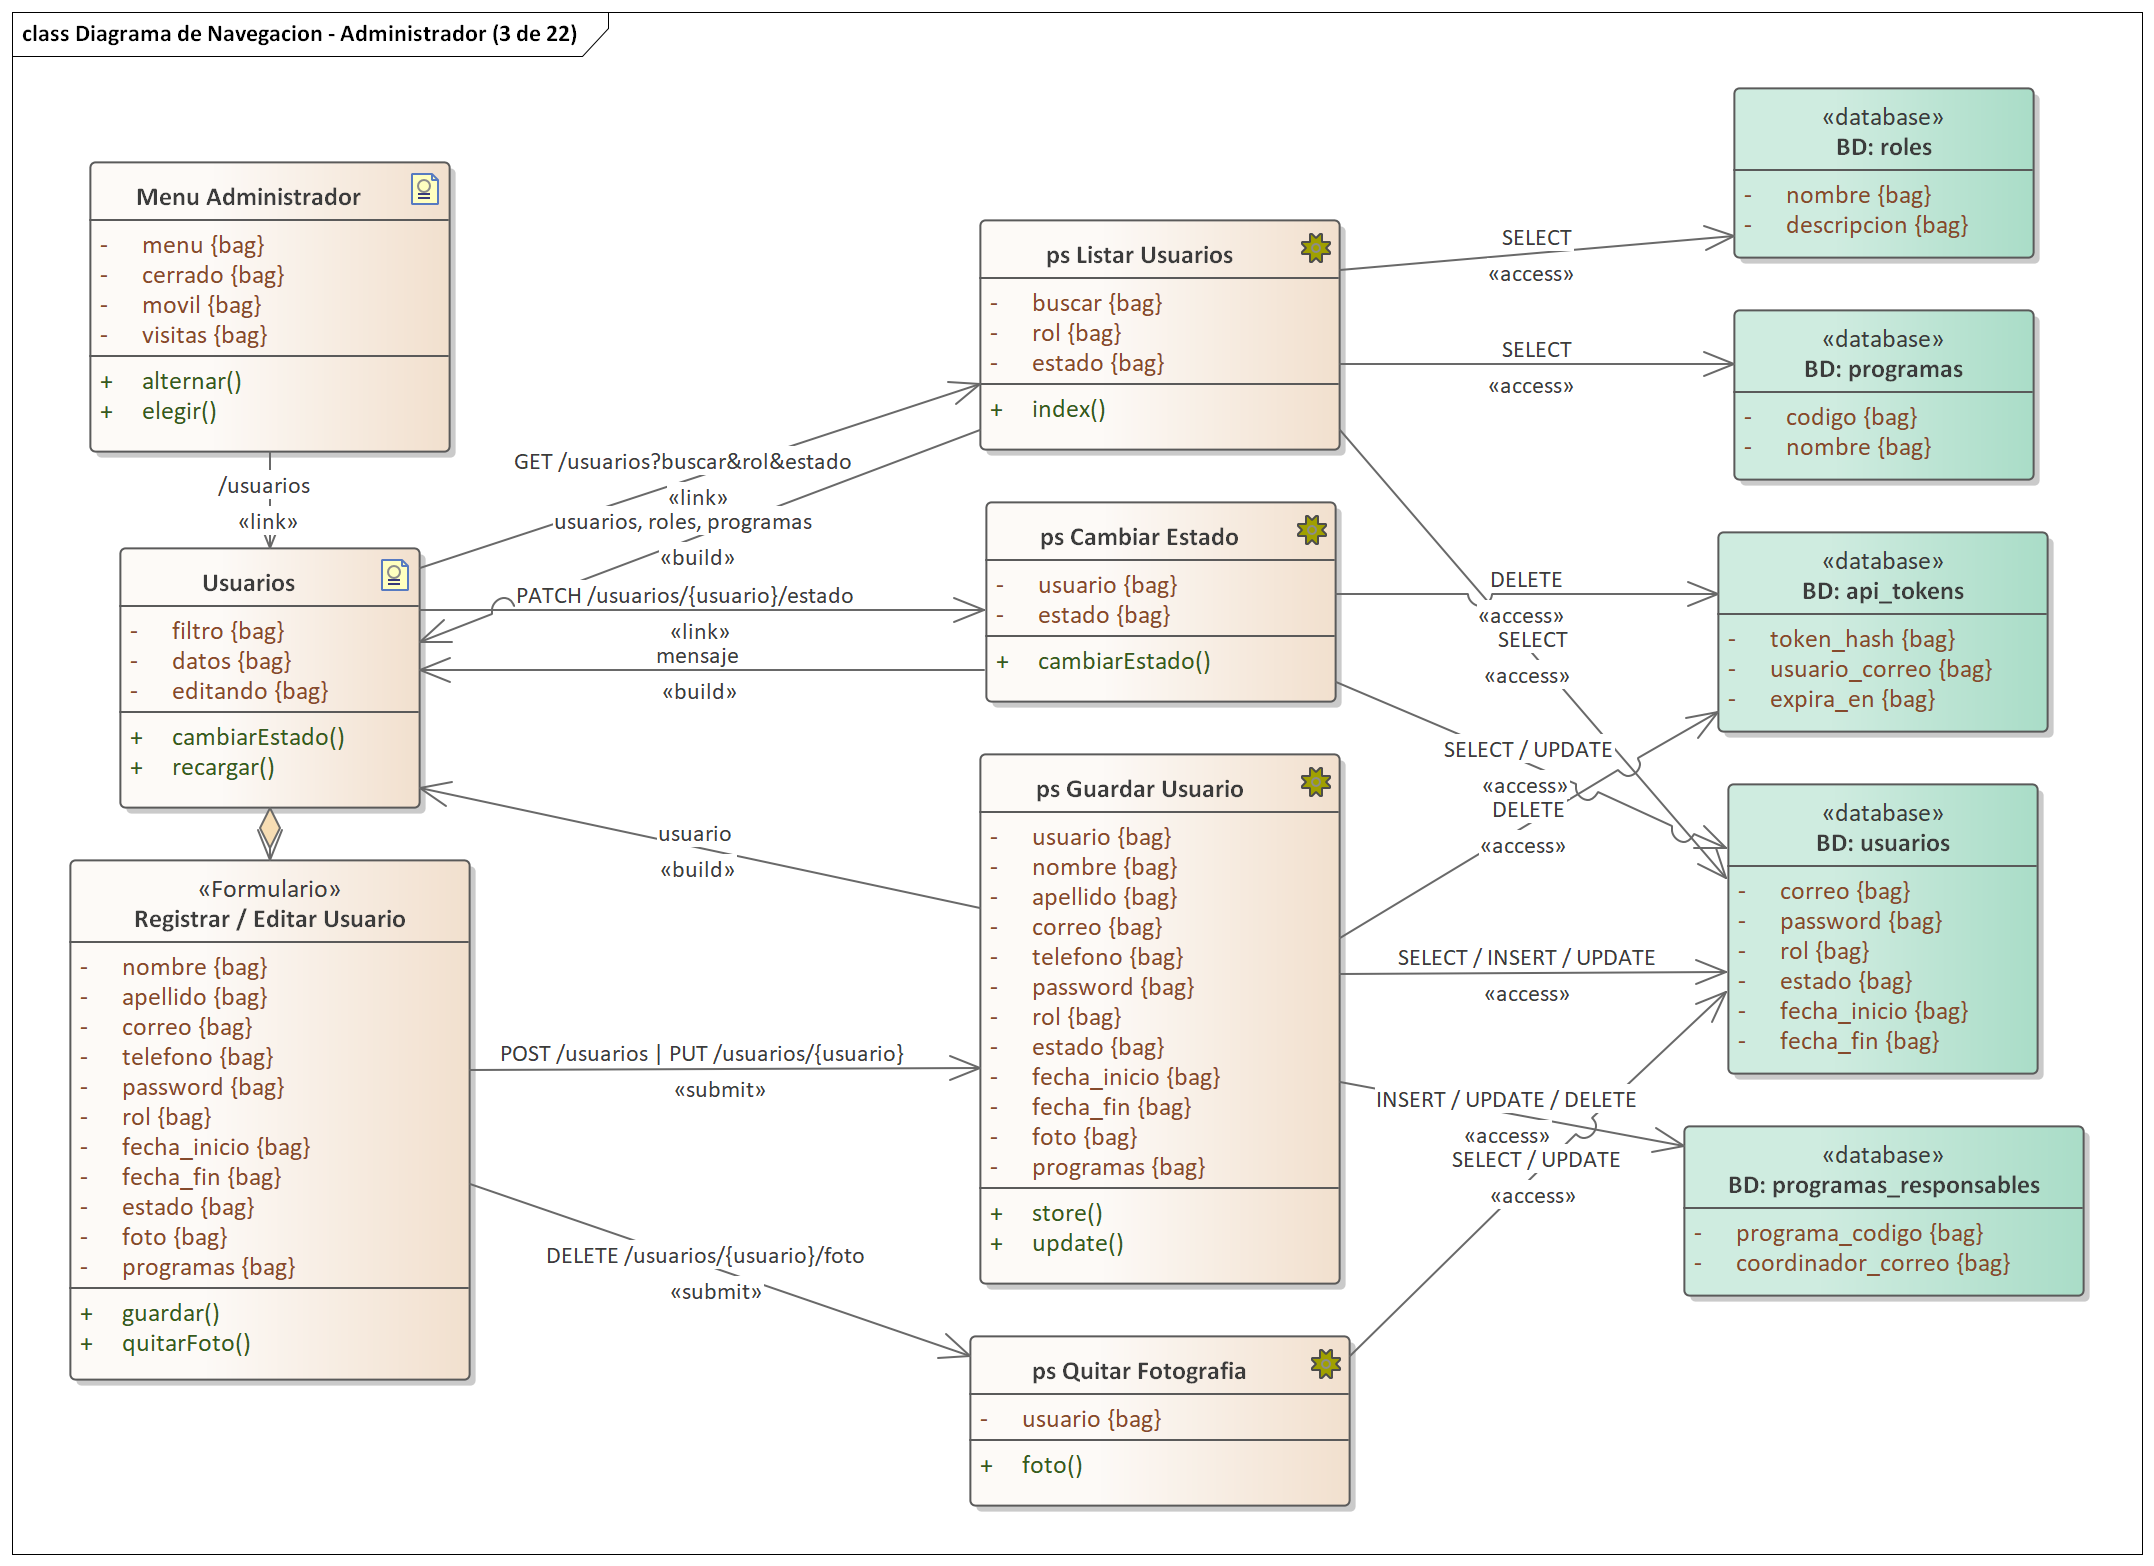 class Diagrama de Navegacion - Administrador (3 de 22)
Menu Administrador
- menu {bag}
- cerrado {bag}
- movil {bag}
- visitas {bag}
+ alternar()
+ elegir()
/usuarios
«link»
Usuarios
- filtro {bag}
- datos {bag}
- editando {bag}
+ cambiarEstado()
+ recargar()
«Formulario»
Registrar / Editar Usuario
- nombre {bag}
- apellido {bag}
- correo {bag}
- telefono {bag}
- password {bag}
- rol {bag}
- fecha_inicio {bag}
- fecha_fin {bag}
- estado {bag}
- foto {bag}
- programas {bag}
+ guardar()
+ quitarFoto()
GET /usuarios?buscar&rol&estado
«link»
usuarios, roles, programas
«build»
PATCH /usuarios/{usuario}/estado
«link»
mensaje
«build»
usuario
«build»
POST /usuarios | PUT /usuarios/{usuario}
«submit»
DELETE /usuarios/{usuario}/foto
«submit»
ps Listar Usuarios
- buscar {bag}
- rol {bag}
- estado {bag}
+ index()
ps Cambiar Estado
- usuario {bag}
- estado {bag}
+ cambiarEstado()
ps Guardar Usuario
- usuario {bag}
- nombre {bag}
- apellido {bag}
- correo {bag}
- telefono {bag}
- password {bag}
- rol {bag}
- estado {bag}
- fecha_inicio {bag}
- fecha_fin {bag}
- foto {bag}
- programas {bag}
+ store()
+ update()
ps Quitar Fotografia
- usuario {bag}
+ foto()
SELECT
«access»
SELECT
«access»
DELETE
«access»
SELECT
«access»
SELECT / UPDATE
«access»
DELETE
«access»
SELECT / INSERT / UPDATE
«access»
INSERT / UPDATE / DELETE
«access»
SELECT / UPDATE
«access»
«database»
BD: roles
- nombre {bag}
- descripcion {bag}
«database»
BD: programas
- codigo {bag}
- nombre {bag}
«database»
BD: api_tokens
- token_hash {bag}
- usuario_correo {bag}
- expira_en {bag}
«database»
BD: usuarios
- correo {bag}
- password {bag}
- rol {bag}
- estado {bag}
- fecha_inicio {bag}
- fecha_fin {bag}
«database»
BD: programas_responsables
- programa_codigo {bag}
- coordinador_correo {bag}